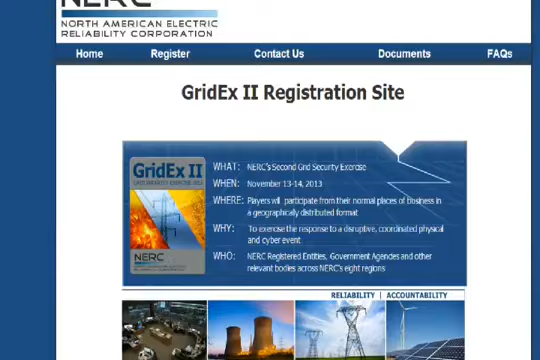 NERC
NORTH AMERICAN ELECTRIC
RELIABILITY CORPORATION
Home Register Contact Us Documents FAQs
GridEx II Registration Site
GridEx II
NERC
WHAT: NERC's Second Grid Security Exercise
WHEN: November 13-14, 2013
WHERE: Players will participate from their normal places of business in
a geographically distributed format
WHY: To exercise the response to a disruptive, coordinated physical
and cyber event
WHO: NERC Registered Entities, Government Agencies and other
relevant bodies across NERC's eight regions
RELIABILITY | ACCOUNTABILITY